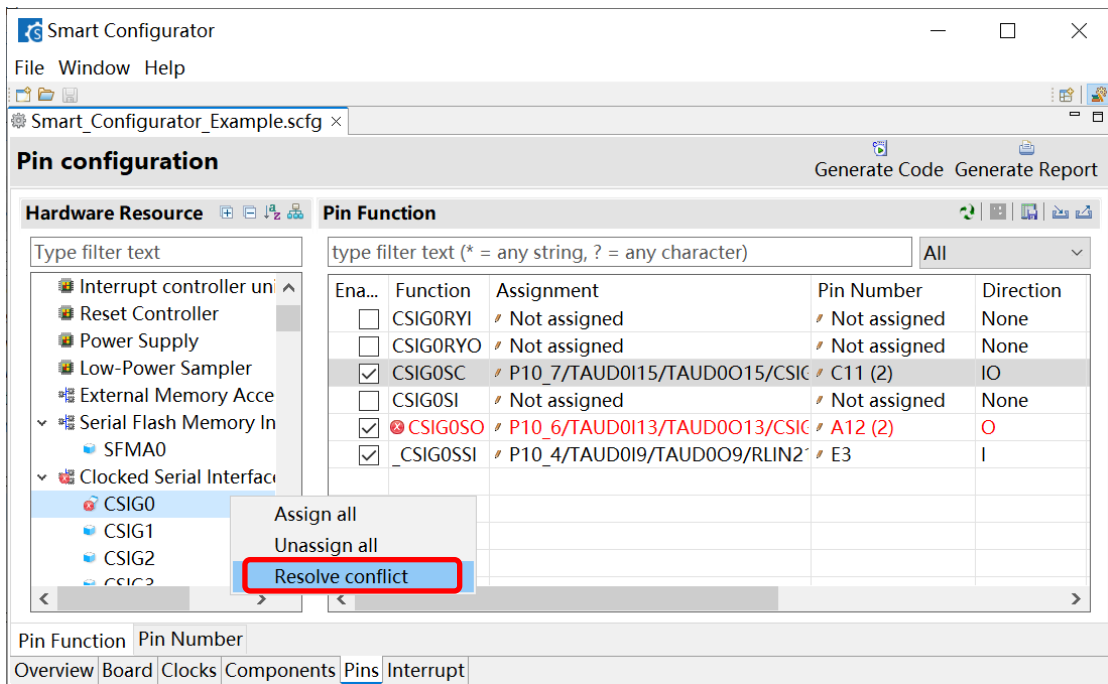 Smart Configurator
File Window Help
Smart_Configurator_Example.scfg
Pin configuration
Generate Code Generate Report
Hardware Resource
Pin Function
Type filter text
type filter text (* = any string, ? = any character)
All
Interrupt controller uni
Reset Controller
Power Supply
Low-Power Sampler
External Memory Acce
Serial Flash Memory In
SFMA0
Clocked Serial Interfac
CSIG0
CSIG1
CSIG2
CSIG3
Ena... Function Assignment Pin Number Direction
CSIG0RYI Not assigned Not assigned None
CSIG0RYO Not assigned Not assigned None
CSIG0SC P10_7/TAUD0I15/TAUD0O15/CSIG C11 (2) IO
CSIG0SI Not assigned Not assigned None
CSIG0SO P10_6/TAUD0I13/TAUD0O13/CSIG A12 (2) O
_CSIG0SSI P10_4/TAUD0I9/TAUD0O9/RLIN21 E3 I
Assign all
Unassign all
Resolve conflict
Pin Function Pin Number
Overview Board Clocks Components Pins Interrupt